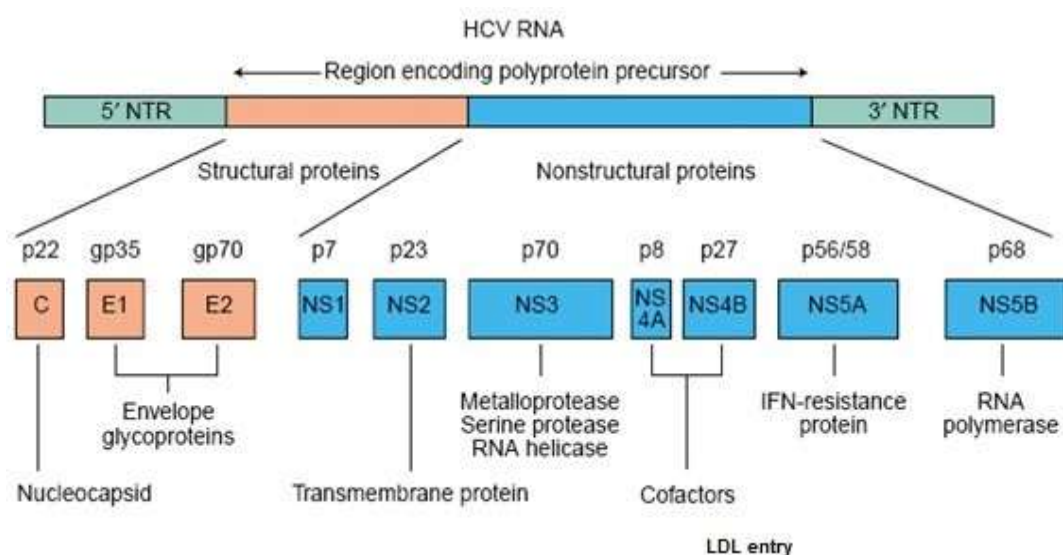 HCV RNA
Region encoding polyprotein precursor
5′ NTR 3′ NTR
Structural proteins Nonstructural proteins
p22 gp35 gp70 p7 p23 p70 p8 p27 p56/58 p68
C E1 E2 NS1 NS2 NS3 NS 4A NS4B NS5A NS5B
Envelope
glycoproteins
Metalloprotease
Serine protease
RNA helicase
IFN-resistance
protein
RNA
polymerase
Nucleocapsid Transmembrane protein Cofactors
LDL entry